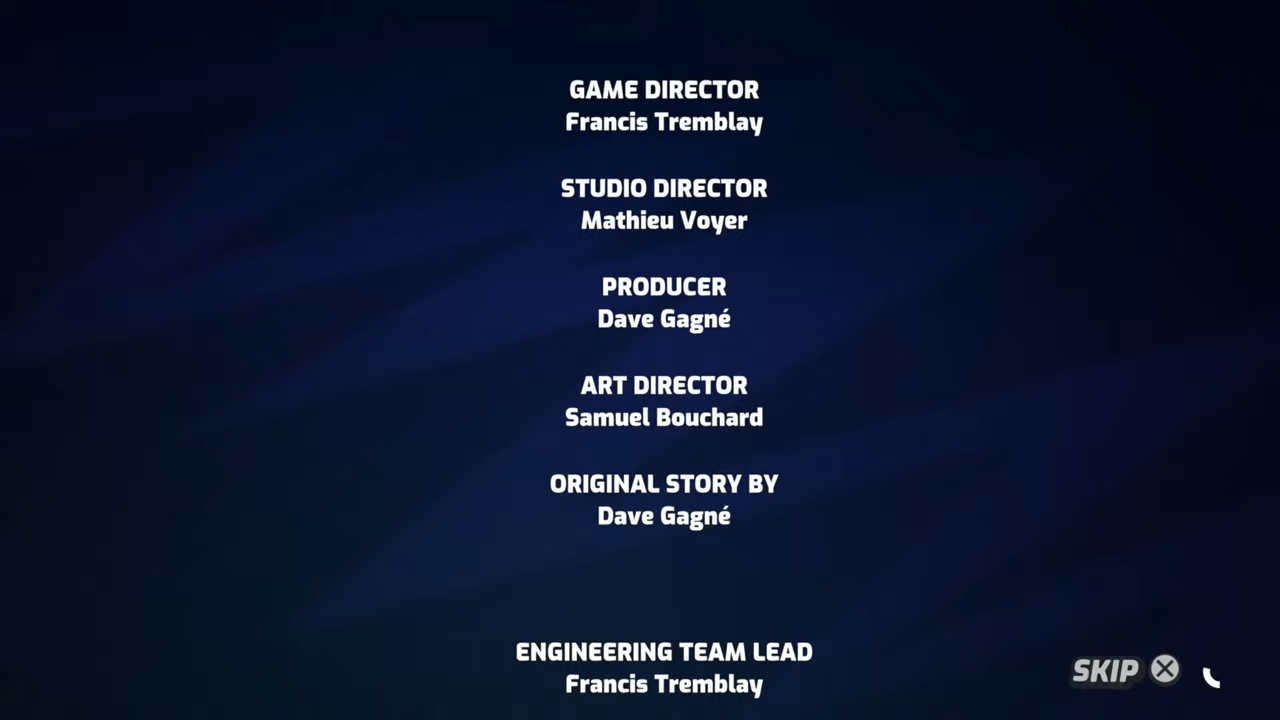 GAME DIRECTOR
Francis Tremblay
STUDIO DIRECTOR
Mathieu Voyer
PRODUCER
Dave Gagné
ART DIRECTOR
Samuel Bouchard
ORIGINAL STORY BY
Dave Gagné
ENGINEERING TEAM LEAD
Francis Tremblay
SKIP